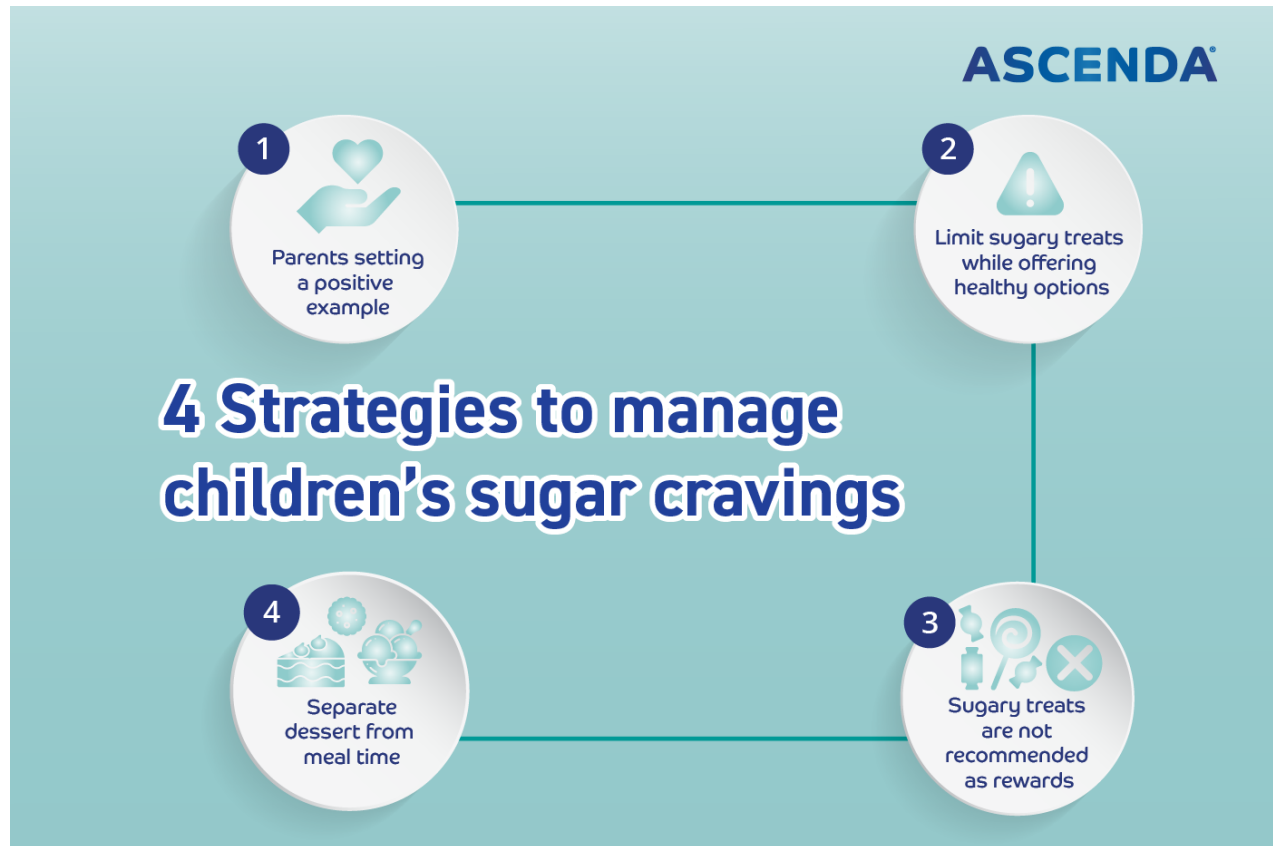 ASCENDA®
1
Parents setting
a positive
example
2
Limit sugary treats
while offering
healthy options
4 Strategies to manage
children's sugar cravings
3
Sugary treats
are not
recommended
as rewards
4
Separate
dessert from
meal time